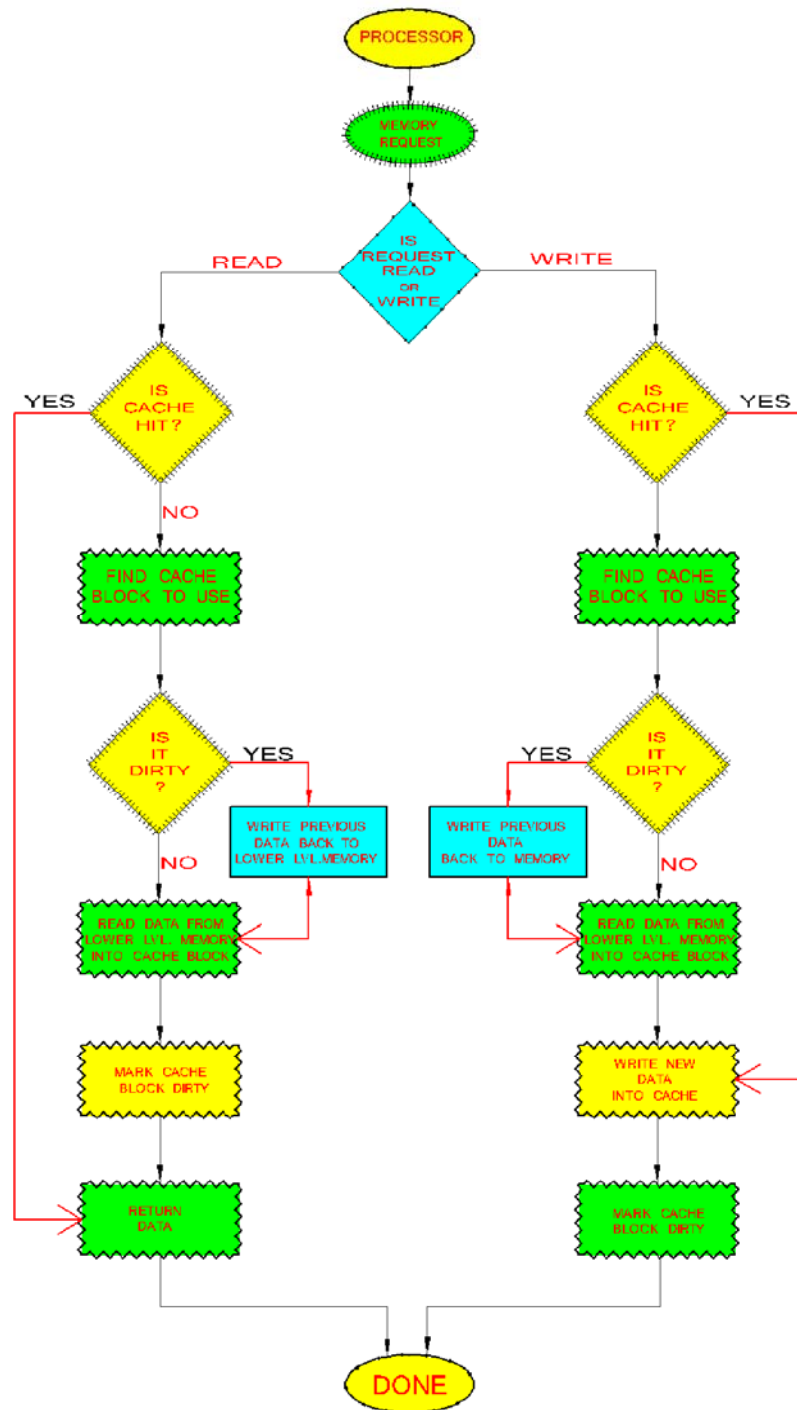 PROCESSOR
MEMORY
REQUEST
IS
REQUEST
READ
OR
WRITE
READ
WRITE
IS
CACHE
HIT?
YES
NO
FIND CACHE
BLOCK TO USE
IS
IT
DIRTY
?
YES
WRITE PREVIOUS
DATA BACK TO
LOWER LVL.MEMORY
NO
READ DATA FROM
LOWER LVL. MEMORY
INTO CACHE BLOCK
MARK CACHE
BLOCK DIRTY
RETURN
DATA
IS
CACHE
HIT?
YES
FIND CACHE
BLOCK TO USE
IS
IT
DIRTY
?
YES
WRITE PREVIOUS
DATA
BACK TO MEMORY
NO
READ DATA FROM
LOWER LVL. MEMORY
INTO CACHE BLOCK
WRITE NEW
DATA
INTO CACHE
MARK CACHE
BLOCK DIRTY
DONE